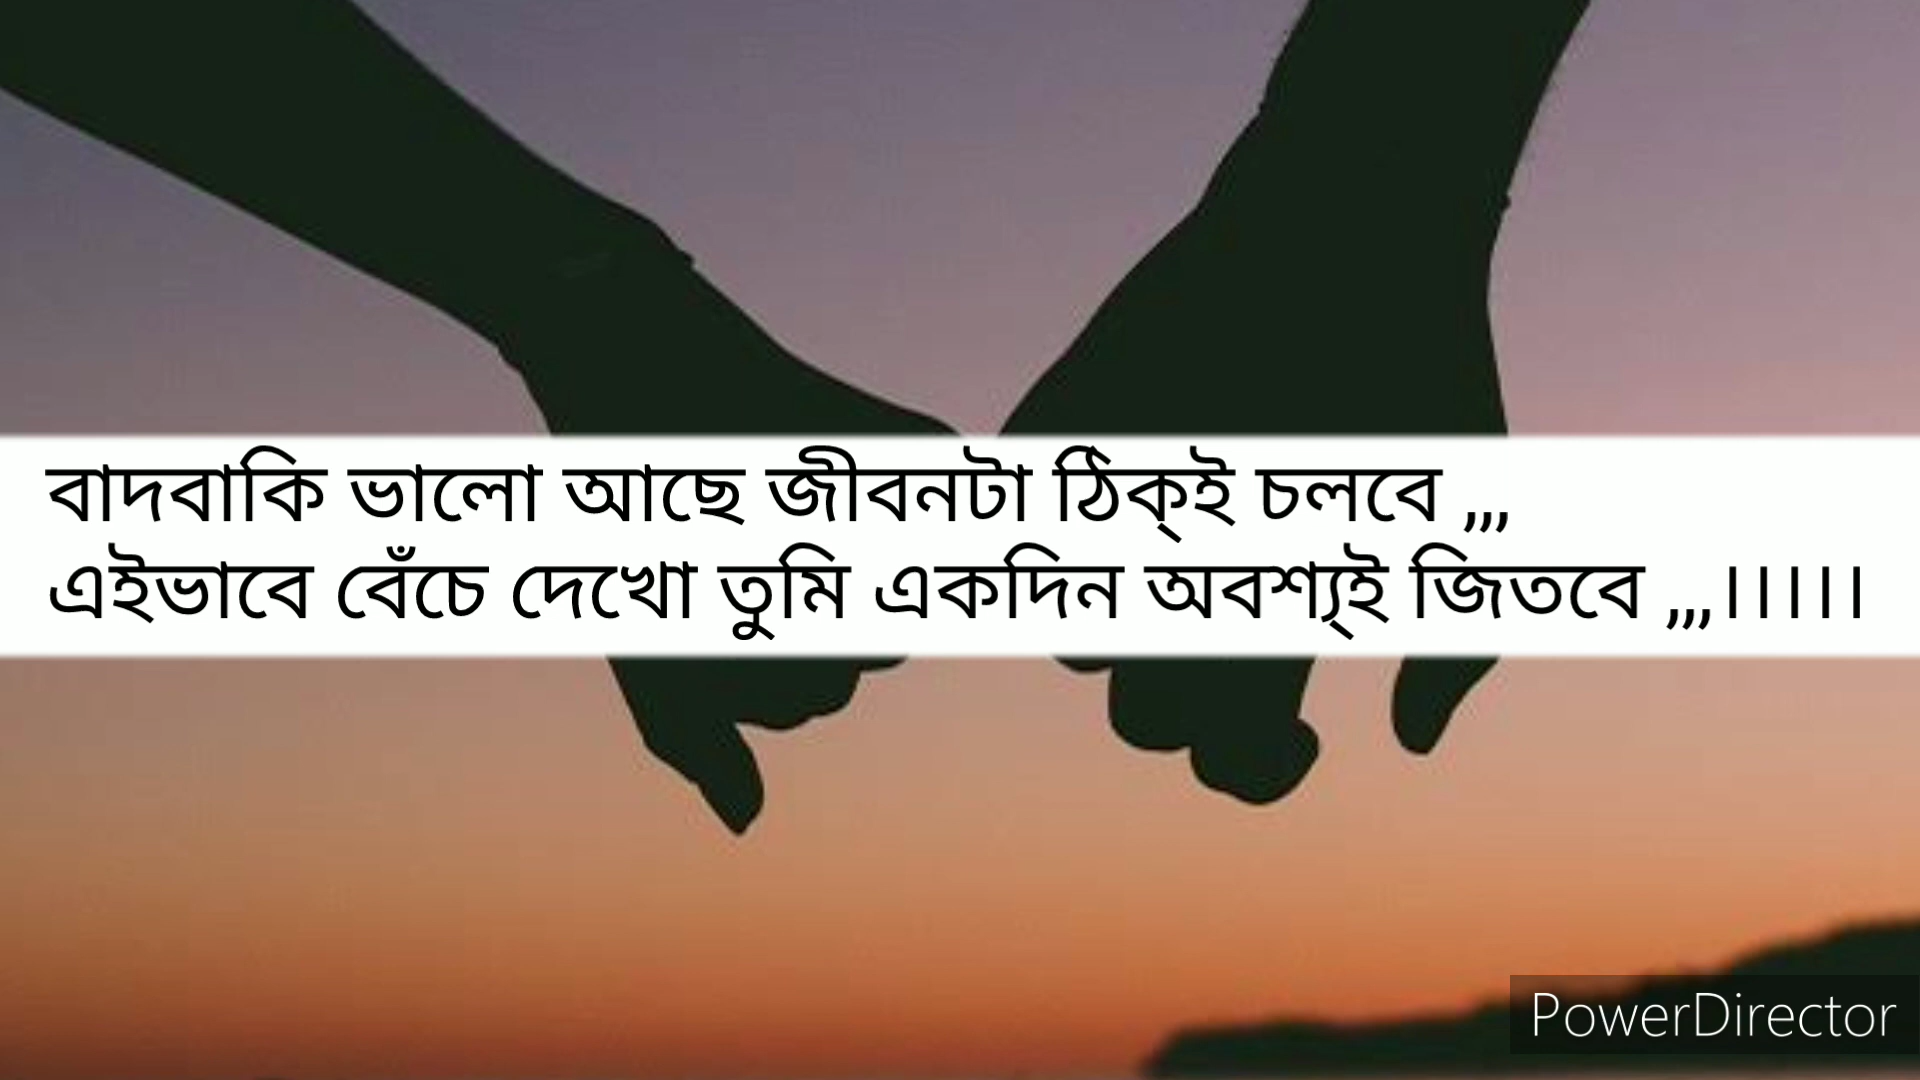 বাদবাকি ভালো আছে জীবনটা ঠিক্ই চলবে ,,,
এইভাবে বেঁচে দেখো তুমি একদিন অবশ্য্ই জিতবে ,,,।।।।।
PowerDirector